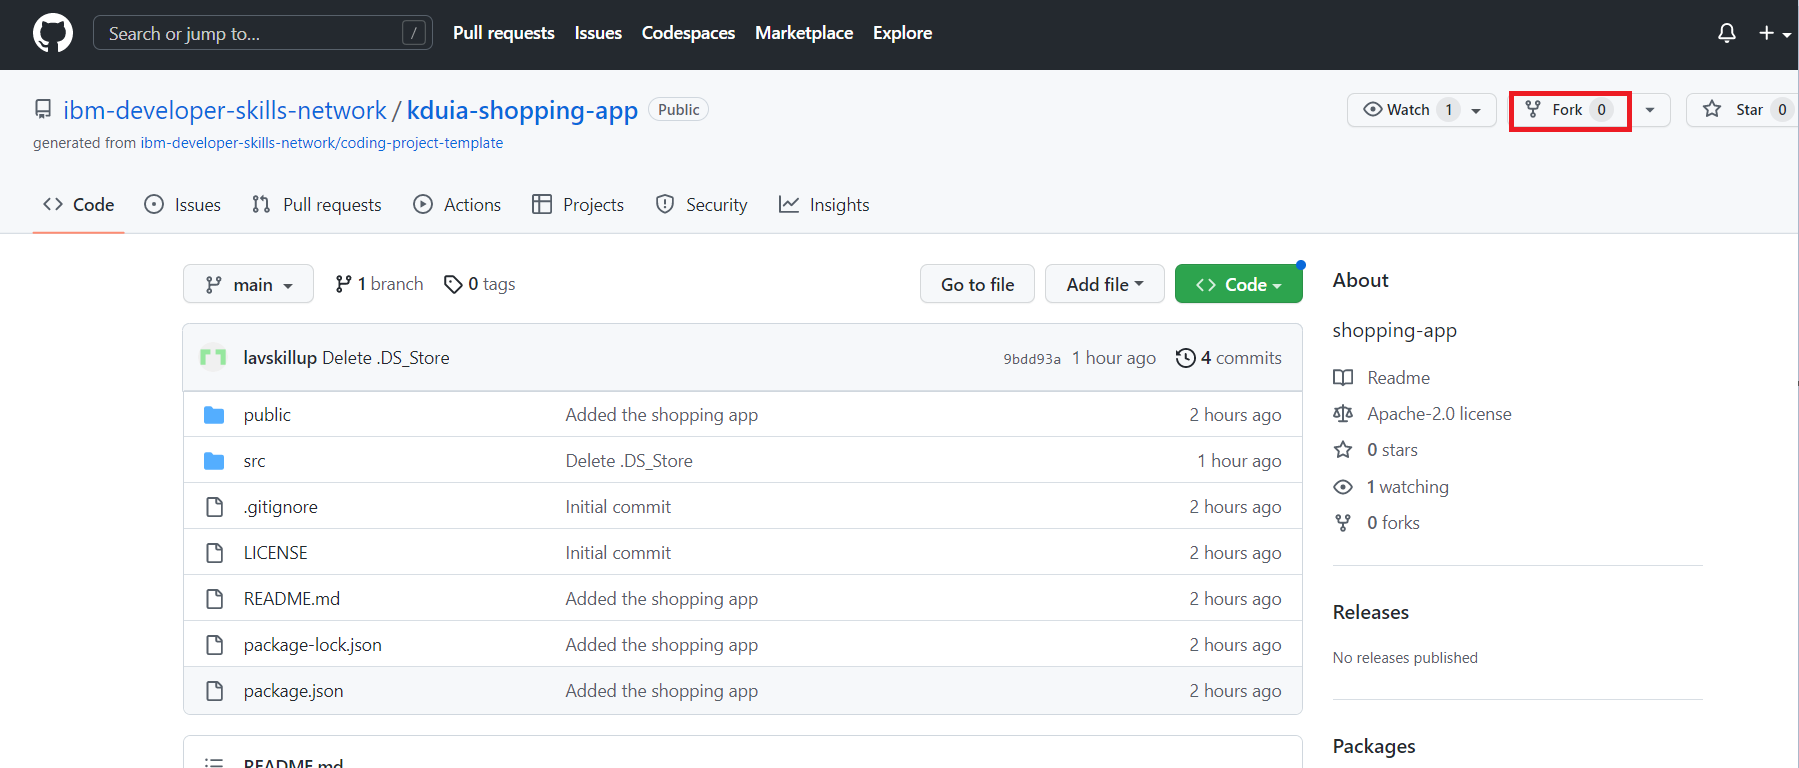 Search or jump to... / Pull requests Issues Codespaces Marketplace Explore
ibm-developer-skills-network / kduia-shopping-app Public Watch 1 Fork 0 Star 0
generated from ibm-developer-skills-network/coding-project-template
Code Issues Pull requests Actions Projects Security Insights
main 1 branch 0 tags Go to file Add file Code About
shopping-app
lavskillup Delete .DS_Store 9bdd93a 1 hour ago 4 commits
Readme
public Added the shopping app 2 hours ago Apache-2.0 license
0 stars
src Delete .DS_Store 1 hour ago
1 watching
.gitignore Initial commit 2 hours ago
0 forks
LICENSE Initial commit 2 hours ago
README.md Added the shopping app 2 hours ago Releases
package-lock.json Added the shopping app 2 hours ago No releases published
package.json Added the shopping app 2 hours ago
Packages
README.md